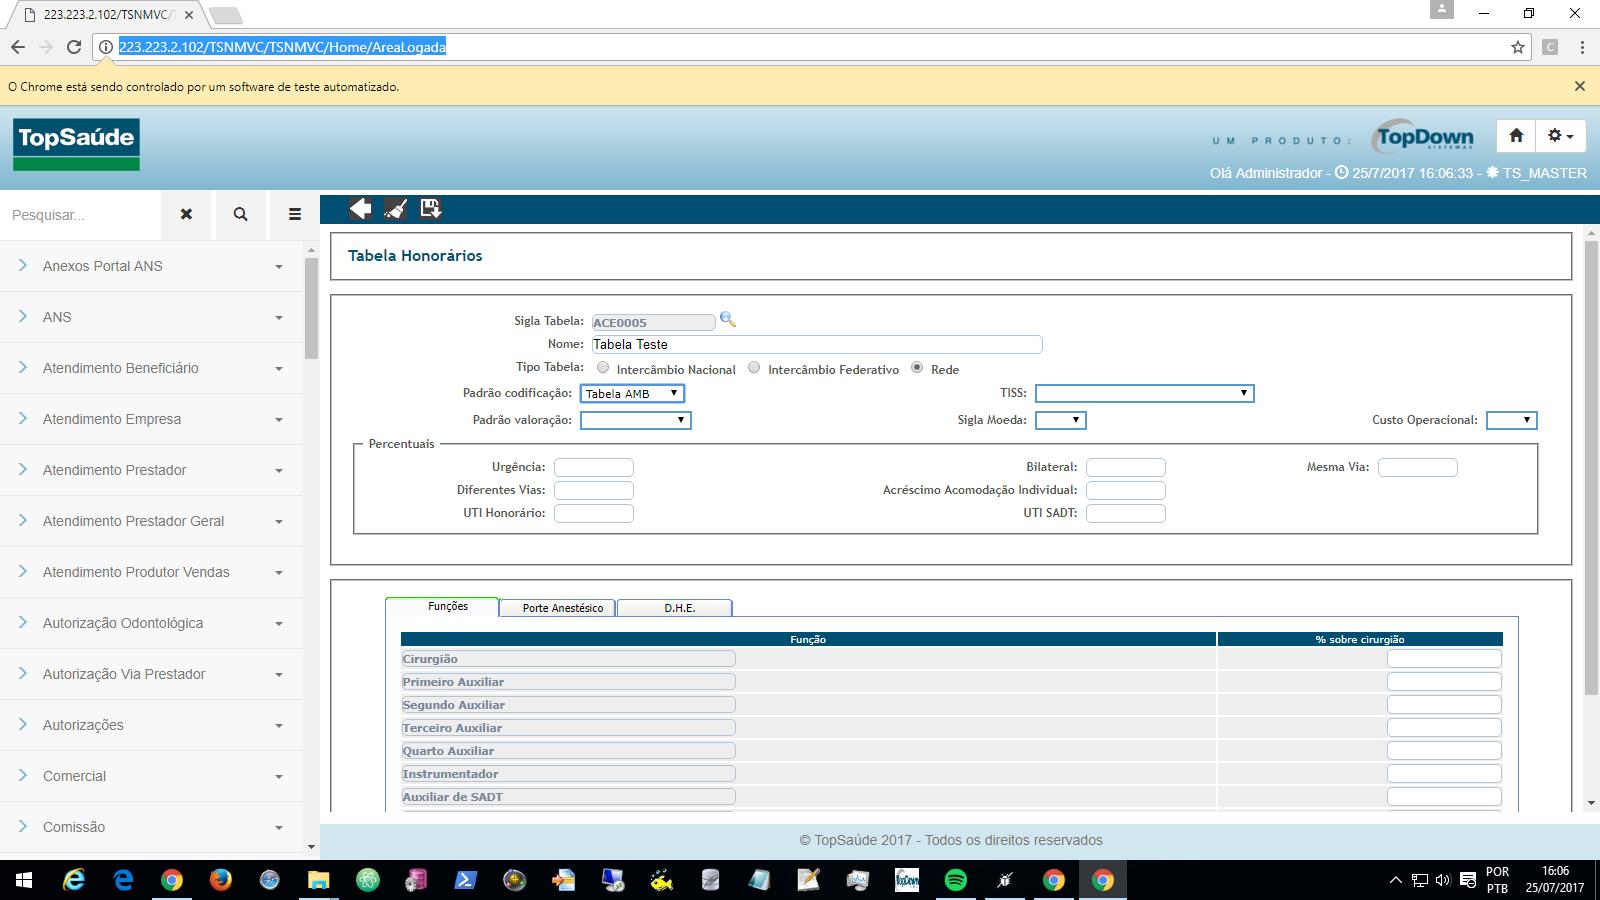 223.223.2.102/TSNMVC/T
223.223.2.102/TSNMVC/TSNMVC/Home/AreaLogada
C
O Chrome está sendo controlado por um software de teste automatizado.
TopSaúde
UM PRODUTO:
TopDown
SISTEMAS
Olá Administrador - 25/7/2017 16:06:33 - TS_MASTER
Pesquisar...
Anexos Portal ANS
ANS
Atendimento Beneficiário
Atendimento Empresa
Atendimento Prestador
Atendimento Prestador Geral
Atendimento Produtor Vendas
Autorização Odontológica
Autorização Via Prestador
Autorizações
Comercial
Comissão
Tabela Honorários
Sigla Tabela: ACE0005
Nome: Tabela Teste
Tipo Tabela: Intercâmbio Nacional Intercâmbio Federativo Rede
Padrão codificação: Tabela AMB TISS:
Padrão valoração: Sigla Moeda: Custo Operacional:
Percentuais
Urgência: Bilateral: Mesma Via:
Diferentes Vias: Acréscimo Acomodação Individual:
UTI Honorário: UTI SADT:
Funções Porte Anestésico D.H.E.
Função % sobre cirurgião
Cirurgião
Primeiro Auxiliar
Segundo Auxiliar
Terceiro Auxiliar
Quarto Auxiliar
Instrumentador
Auxiliar de SADT
© TopSaúde 2017 - Todos os direitos reservados
TopDown
POR
PTB
16:06
25/07/2017